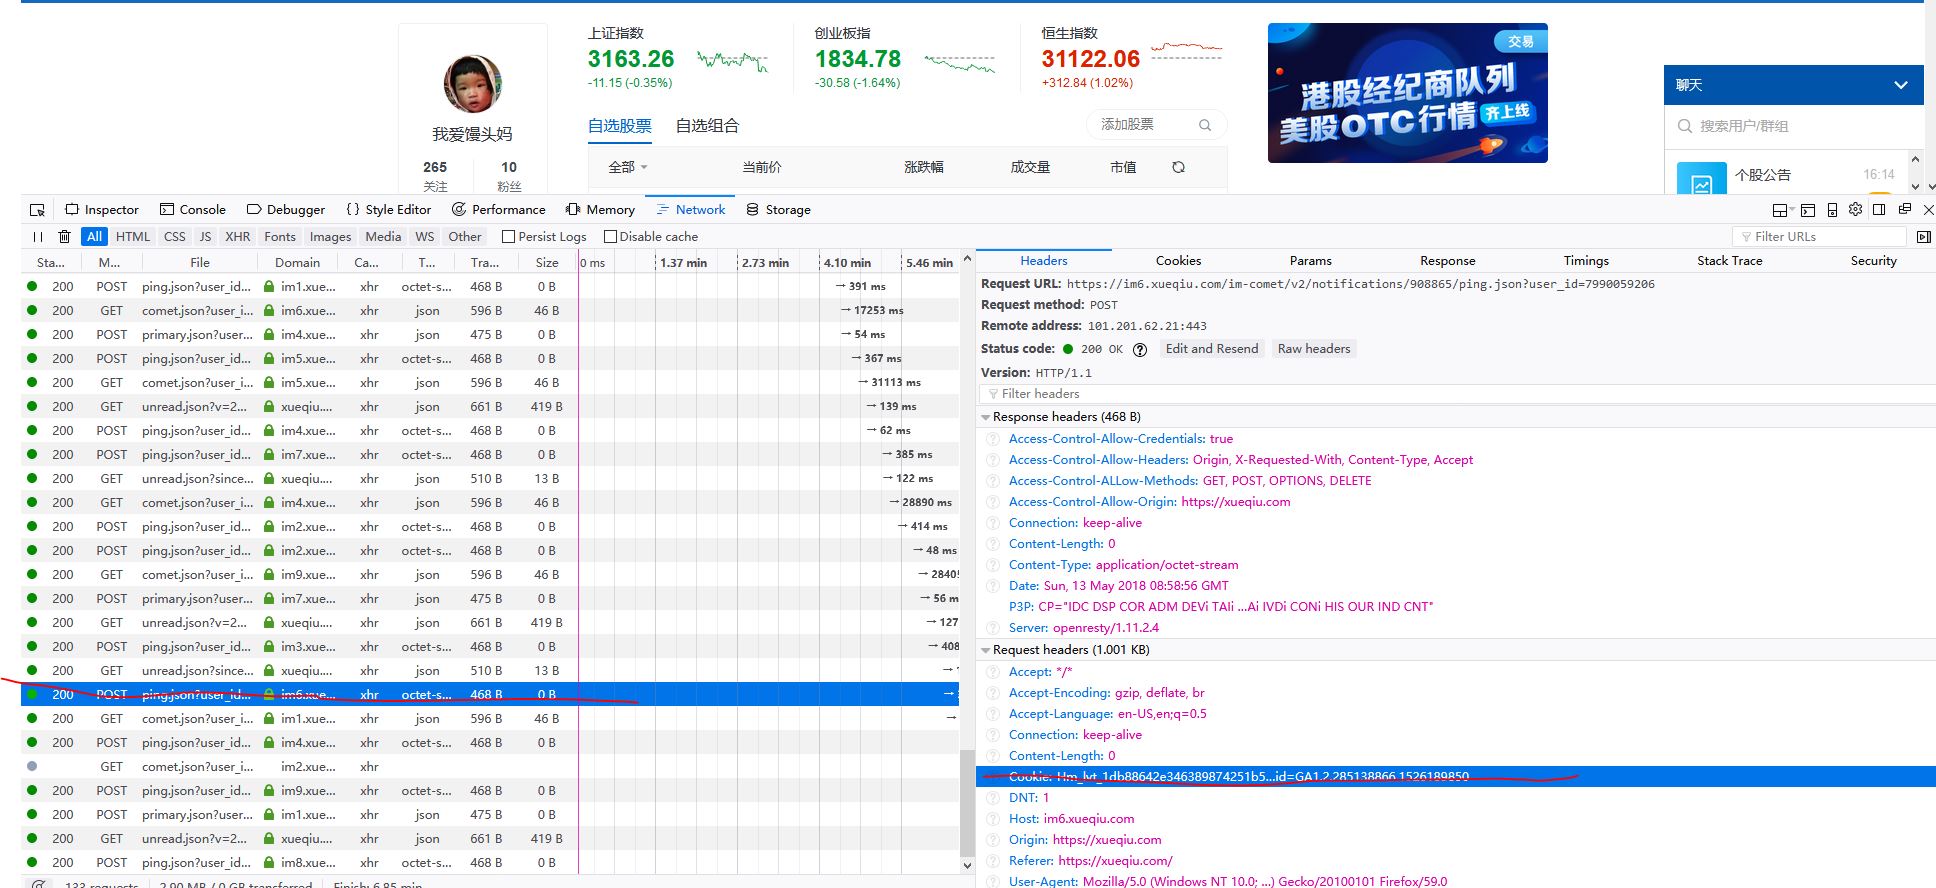 上证指数
3163.26
-11.15 (-0.35%)
创业板指
1834.78
-30.58 (-1.64%)
恒生指数
31122.06
+312.84 (1.02%)
交易
港股经纪商队列
美股OTC行情 齐上线
聊天
搜索用户/群组
个股公告
16:14
我爱馒头妈
265
关注
10
粉丝
自选股票 自选组合
添加股票
全部 当前价 涨跌幅 成交量 市值
Inspector Console Debugger { } Style Editor Performance Memory Network Storage
All HTML CSS JS XHR Fonts Images Media WS Other Persist Logs Disable cache Filter URLs
Sta... M... File Domain Ca... T... Tra... Size 0 ms 1.37 min 2.73 min 4.10 min 5.46 min
200 POST ping.json?user_id... im1.xue... xhr octet-s... 468 B 0 B → 391 ms
200 GET comet.json?user_i... im6.xue... xhr json 596 B 46 B → 17253 ms
200 POST primary.json?user... im4.xue... xhr json 475 B 0 B → 54 ms
200 POST ping.json?user_id... im5.xue... xhr octet-s... 468 B 0 B → 367 ms
200 GET comet.json?user_i... im5.xue... xhr json 596 B 46 B → 31113 ms
200 GET unread.json?v=2... xueqiu.... xhr json 661 B 419 B → 139 ms
200 POST ping.json?user_id... im4.xue... xhr octet-s... 468 B 0 B → 62 ms
200 POST ping.json?user_id... im7.xue... xhr octet-s... 468 B 0 B → 385 ms
200 GET unread.json?since... xueqiu.... xhr json 510 B 13 B → 122 ms
200 GET comet.json?user_i... im4.xue... xhr json 596 B 46 B → 28890 ms
200 POST ping.json?user_id... im2.xue... xhr octet-s... 468 B 0 B → 414 ms
200 POST ping.json?user_id... im2.xue... xhr octet-s... 468 B 0 B → 48 ms
200 GET comet.json?user_i... im9.xue... xhr json 596 B 46 B → 2840
200 POST primary.json?user... im7.xue... xhr json 475 B 0 B → 56 m
200 GET unread.json?v=2... xueqiu.... xhr json 661 B 419 B → 127
200 POST ping.json?user_id... im3.xue... xhr octet-s... 468 B 0 B → 408
200 GET unread.json?since... xueqiu.... xhr json 510 B 13 B →
200 POST ping.json?user_id... im6.xue... xhr octet-s... 468 B 0 B →
200 GET comet.json?user_i... im1.xue... xhr json 596 B 46 B →
200 POST ping.json?user_id... im4.xue... xhr octet-s... 468 B 0 B
GET comet.json?user_i... im2.xue... xhr
200 POST ping.json?user_id... im9.xue... xhr octet-s... 468 B 0 B
200 POST primary.json?user... im1.xue... xhr json 475 B 0 B
200 GET unread.json?v=2... xueqiu.... xhr json 661 B 419 B
200 POST ping.json?user_id... im8.xue... xhr octet-s... 468 B 0 B
133 requests 2.90 MB / 0 GB transferred Finish: 6.85 min
Headers Cookies Params Response Timings Stack Trace Security
Request URL: https://im6.xueqiu.com/im-comet/v2/notifications/908865/ping.json?user_id=7990059206
Request method: POST
Remote address: 101.201.62.21:443
Status code: 200 OK Edit and Resend Raw headers
Version: HTTP/1.1
Filter headers
Response headers (468 B)
Access-Control-Allow-Credentials: true
Access-Control-Allow-Headers: Origin, X-Requested-With, Content-Type, Accept
Access-Control-ALLow-Methods: GET, POST, OPTIONS, DELETE
Access-Control-Allow-Origin: https://xueqiu.com
Connection: keep-alive
Content-Length: 0
Content-Type: application/octet-stream
Date: Sun, 13 May 2018 08:58:56 GMT
P3P: CP="IDC DSP COR ADM DEVi TAIi ...Ai IVDi CONi HIS OUR IND CNT"
Server: openresty/1.11.2.4
Request headers (1.001 KB)
Accept: */*
Accept-Encoding: gzip, deflate, br
Accept-Language: en-US,en;q=0.5
Connection: keep-alive
Content-Length: 0
Cookie: Hm_lvt_1db88642e346389874251b5...id=GA1.2.285138866.1526189850
DNT: 1
Host: im6.xueqiu.com
Origin: https://xueqiu.com
Referer: https://xueqiu.com/
User-Agent: Mozilla/5.0 (Windows NT 10.0; ...) Gecko/20100101 Firefox/59.0